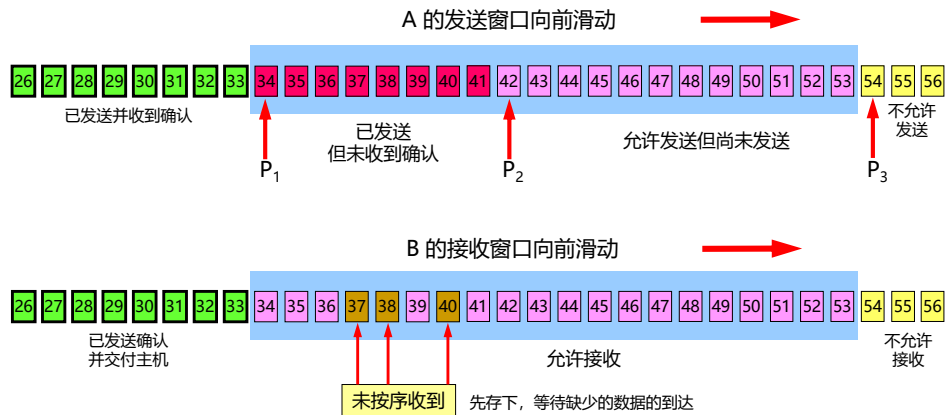 A 的发送窗口向前滑动
26 27 28 29 30 31 32 33 34 35 36 37 38 39 40 41 42 43 44 45 46 47 48 49 50 51 52 53 54 55 56
已发送并收到确认
已发送
但未收到确认
允许发送但尚未发送
不允许
发送
P1
P2
P3
B 的接收窗口向前滑动
26 27 28 29 30 31 32 33 34 35 36 37 38 39 40 41 42 43 44 45 46 47 48 49 50 51 52 53 54 55 56
已发送确认
并交付主机
允许接收
不允许
接收
未按序收到
先存下，等待缺少的数据的到达